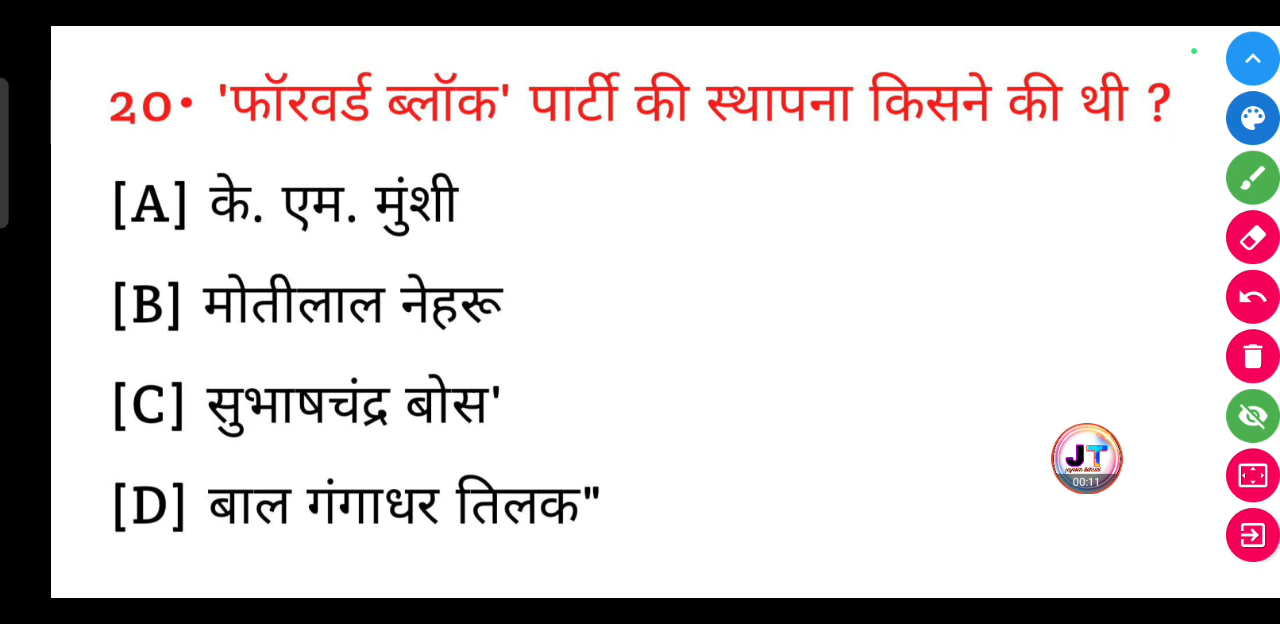 20• 'फॉरवर्ड ब्लॉक' पार्टी की स्थापना किसने की थी ?
[A] के. एम. मुंशी
[B] मोतीलाल नेहरू
[C] सुभाषचंद्र बोस'
[D] बाल गंगाधर तिलक"
JT
00:11